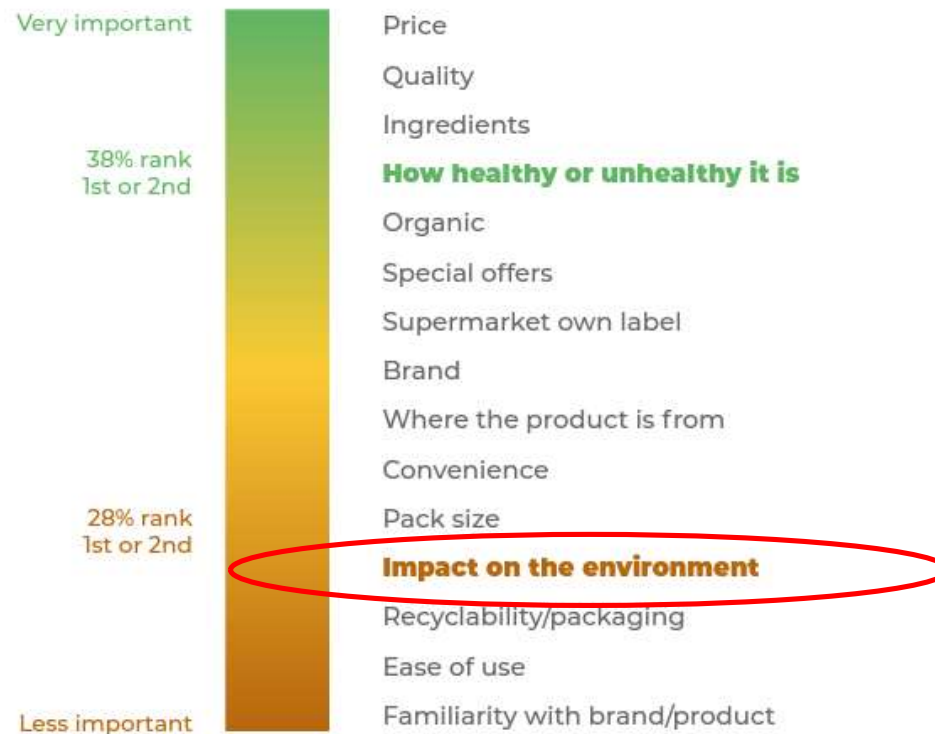 Very important
Price
Quality
Ingredients
38% rank
1st or 2nd
How healthy or unhealthy it is
Organic
Special offers
Supermarket own label
Brand
Where the product is from
Convenience
28% rank
1st or 2nd
Pack size
Impact on the environment
Recyclability/packaging
Ease of use
Less important
Familiarity with brand/product